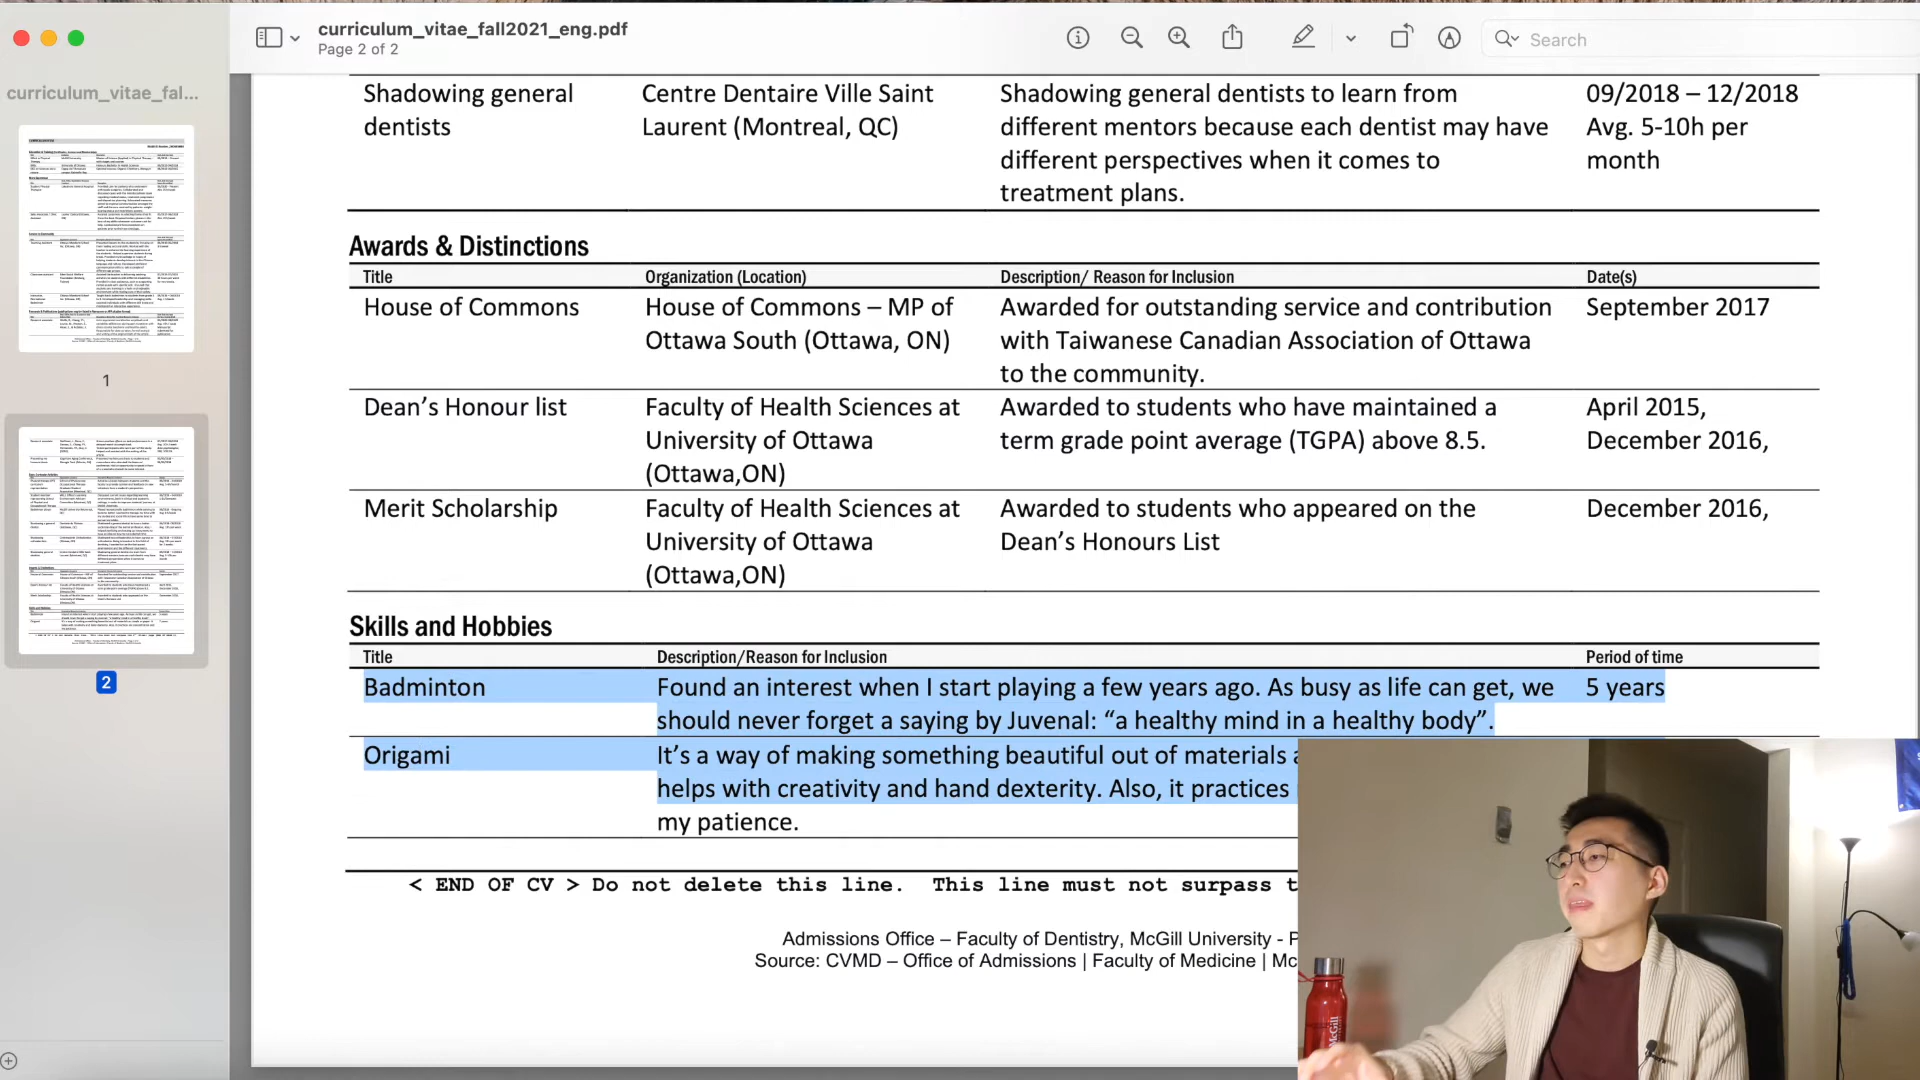 curriculum_vitae_fall2021_eng.pdf
Page 2 of 2
Search
curriculum_vitae_fal...
1
2
Shadowing general
dentists
Centre Dentaire Ville Saint
Laurent (Montreal, QC)
Shadowing general dentists to learn from
different mentors because each dentist may have
different perspectives when it comes to
treatment plans.
09/2018 – 12/2018
Avg. 5-10h per
month
Awards & Distinctions
Title
Organization (Location)
Description/ Reason for Inclusion
Date(s)
House of Commons
House of Commons – MP of
Ottawa South (Ottawa, ON)
Awarded for outstanding service and contribution
with Taiwanese Canadian Association of Ottawa
to the community.
September 2017
Dean’s Honour list
Faculty of Health Sciences at
University of Ottawa
(Ottawa,ON)
Awarded to students who have maintained a
term grade point average (TGPA) above 8.5.
April 2015,
December 2016,
Merit Scholarship
Faculty of Health Sciences at
University of Ottawa
(Ottawa,ON)
Awarded to students who appeared on the
Dean’s Honours List
December 2016,
Skills and Hobbies
Title
Description/Reason for Inclusion
Period of time
Badminton
Found an interest when I start playing a few years ago. As busy as life can get, we
should never forget a saying by Juvenal: “a healthy mind in a healthy body”.
5 years
Origami
It’s a way of making something beautiful out of materials
helps with creativity and hand dexterity. Also, it practices
my patience.
< END OF CV > Do not delete this line. This line must not surpass t
Admissions Office – Faculty of Dentistry, McGill University - P
Source: CVMD – Office of Admissions | Faculty of Medicine | Mc
McGill